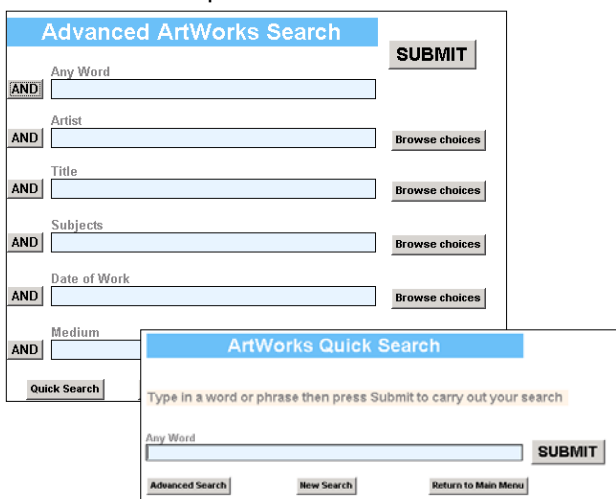 Advanced ArtWorks Search
SUBMIT
Any Word
AND
Artist
AND
Browse choices
Title
AND
Browse choices
Subjects
AND
Browse choices
Date of Work
AND
Browse choices
Medium
AND
Quick Search
ArtWorks Quick Search
Type in a word or phrase then press Submit to carry out your search
Any Word
SUBMIT
Advanced Search
New Search
Return to Main Menu